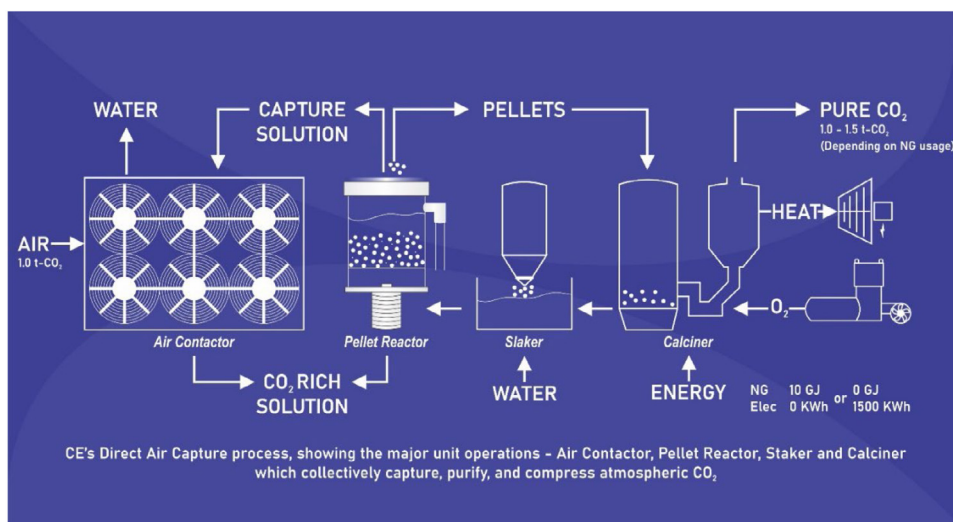 WATER
CAPTURE
SOLUTION
PELLETS
PURE CO₂
1.0 - 1.5 t-CO₂
(Depending on NG usage)
AIR
1.0 t-CO₂
HEAT
O₂
Air Contactor
Pellet Reactor
Slaker
Calciner
CO₂ RICH
SOLUTION
WATER
ENERGY
NG 10 GJ or 0 GJ
Elec 0 KWh 1500 KWh
CE's Direct Air Capture process, showing the major unit operations - Air Contactor, Pellet Reactor, Staker and Calciner
which collectively capture, purify, and compress atmospheric CO₂